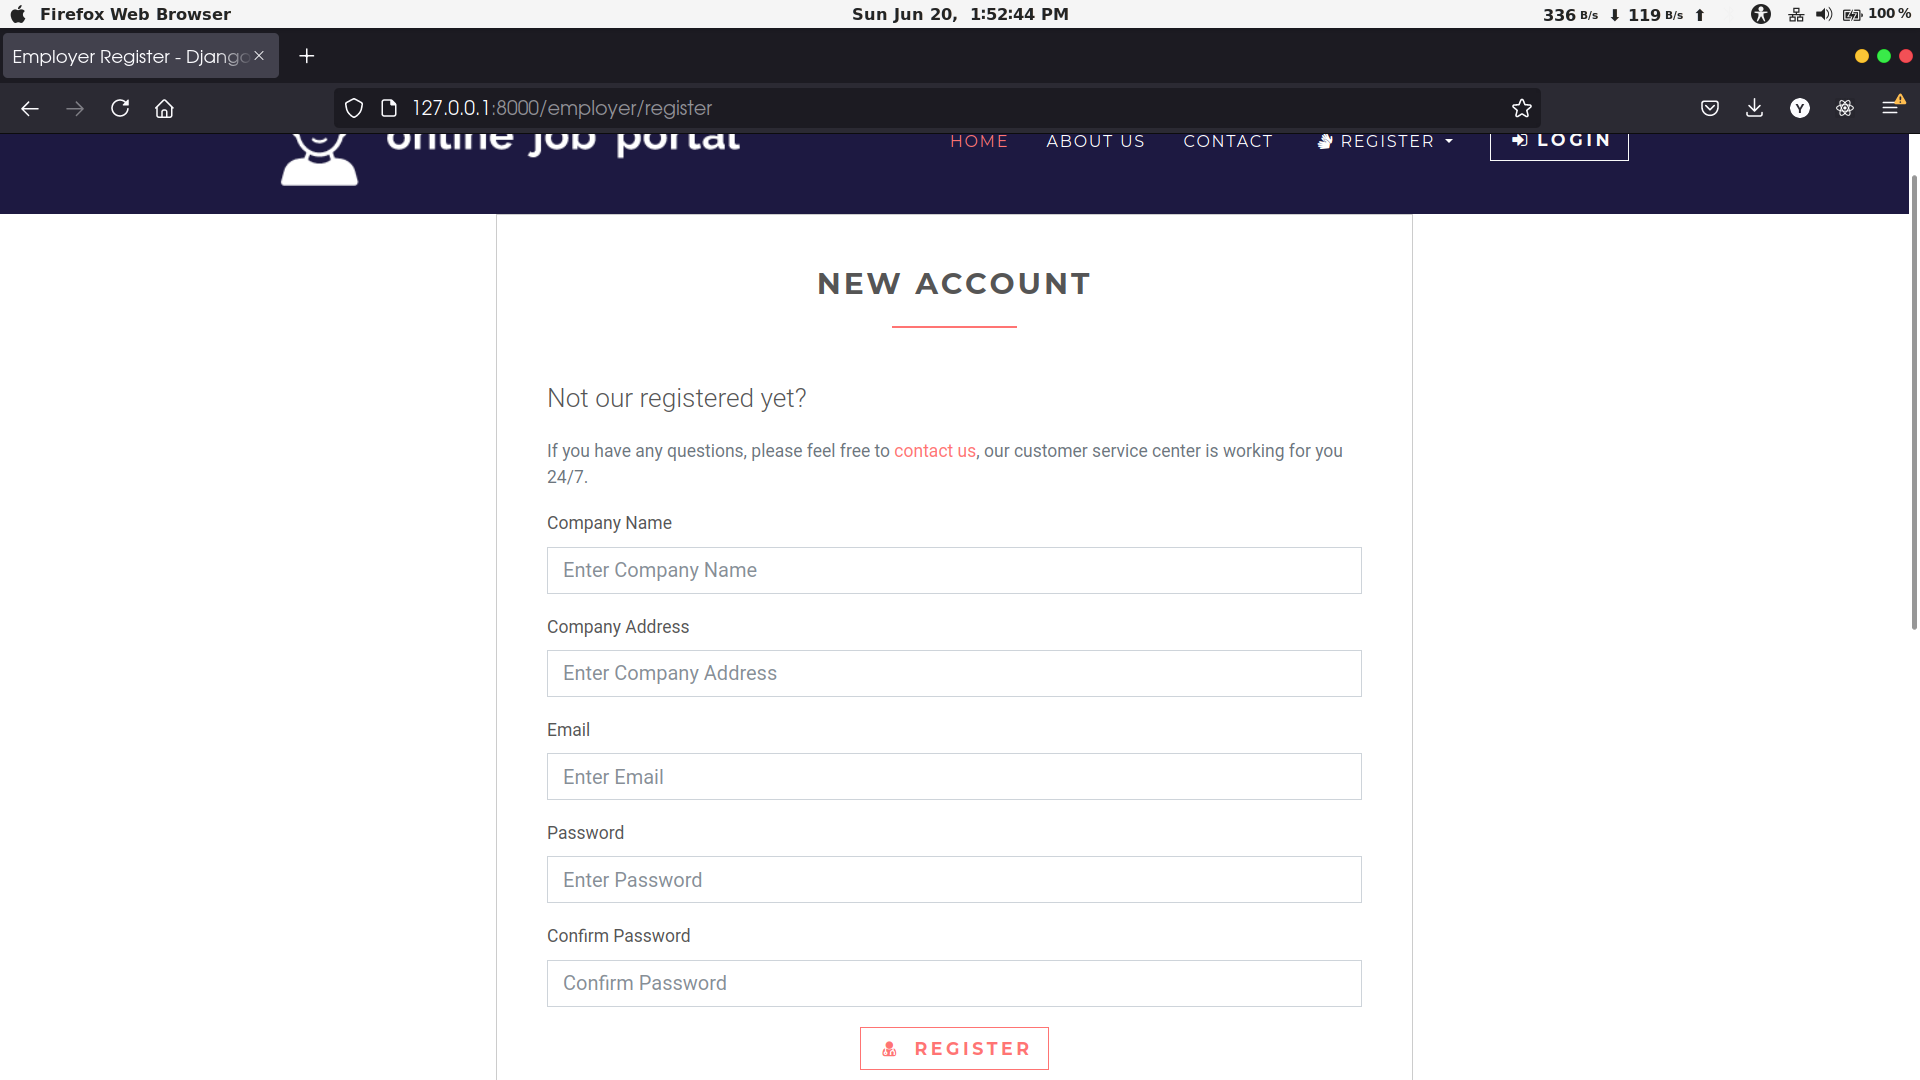 Firefox Web Browser
Sun Jun 20, 1:52:44 PM
336 B/s 119 B/s 100 %
Employer Register - Django
127.0.0.1:8000/employer/register
online job portal
HOME ABOUT US CONTACT REGISTER LOGIN
NEW ACCOUNT
Not our registered yet?
If you have any questions, please feel free to contact us, our customer service center is working for you
24/7.
Company Name
Enter Company Name
Company Address
Enter Company Address
Email
Enter Email
Password
Enter Password
Confirm Password
Confirm Password
REGISTER